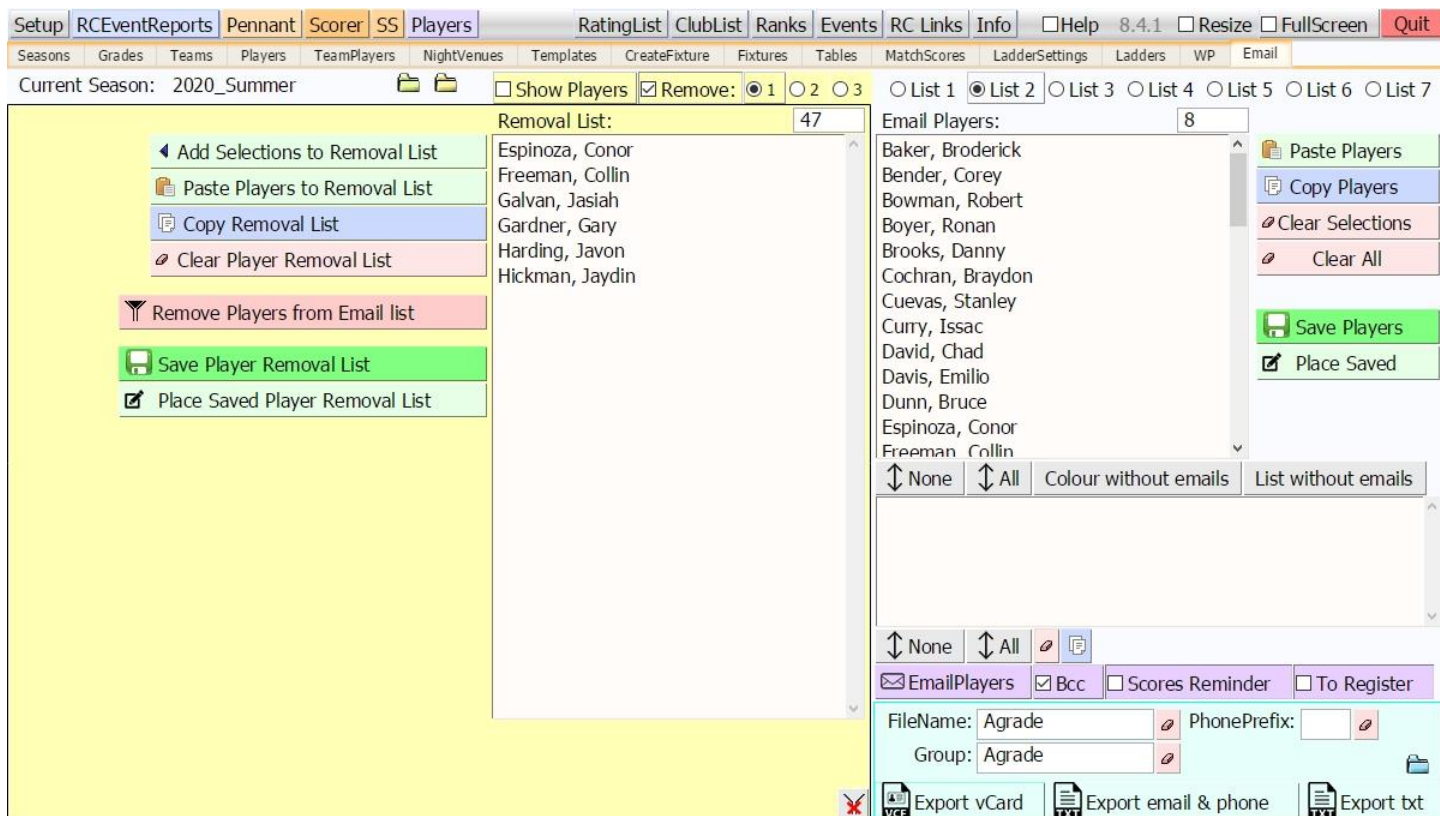 Setup RCEventReports Pennant Scorer SS Players RatingList ClubList Ranks Events RC Links Info Help 8.4.1 Resize FullScreen Quit
Seasons Grades Teams Players TeamPlayers NightVenues Templates CreateFixture Fixtures Tables MatchScores LadderSettings Ladders WP Email
Current Season: 2020_Summer Show Players Remove: 1 2 3 List 1 List 2 List 3 List 4 List 5 List 6 List 7
Removal List: 47
Add Selections to Removal List
Paste Players to Removal List
Copy Removal List
Clear Player Removal List
Remove Players from Email list
Save Player Removal List
Place Saved Player Removal List
Espinoza, Conor
Freeman, Collin
Galvan, Jasiah
Gardner, Gary
Harding, Javon
Hickman, Jaydin
Email Players: 8
Baker, Broderick
Bender, Corey
Bowman, Robert
Boyer, Ronan
Brooks, Danny
Cochran, Braydon
Cuevas, Stanley
Curry, Issac
David, Chad
Davis, Emilio
Dunn, Bruce
Espinoza, Conor
Freeman, Collin
Paste Players
Copy Players
Clear Selections
Clear All
Save Players
Place Saved
None All Colour without emails List without emails
None All
EmailPlayers Bcc Scores Reminder To Register
FileName: Agrade PhonePrefix:
Group: Agrade
VCF Export vCard TXT Export email & phone TXT Export txt